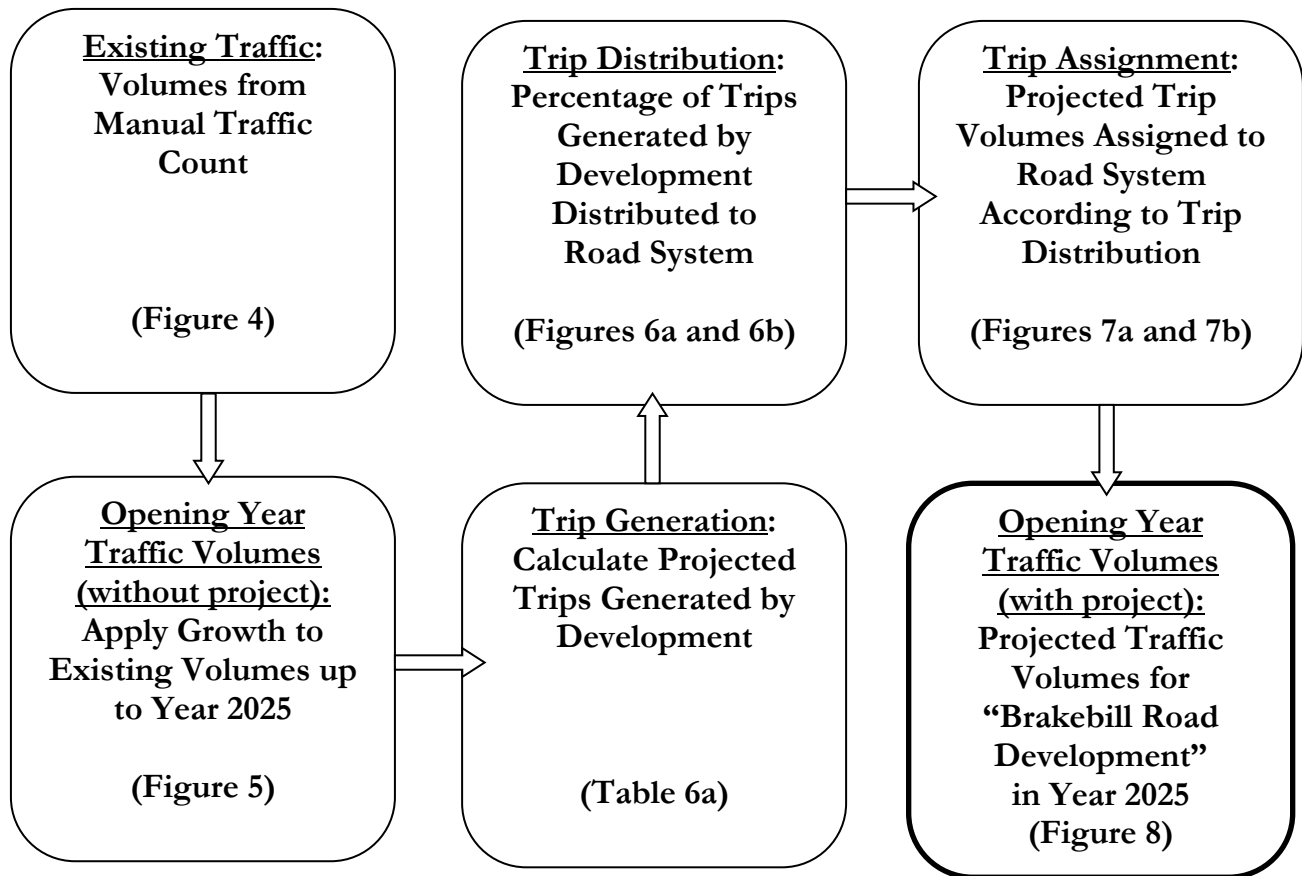 Existing Traffic:
Volumes from
Manual Traffic
Count
(Figure 4)
Opening Year
Traffic Volumes
(without project):
Apply Growth to
Existing Volumes up
to Year 2025
(Figure 5)
Trip Generation:
Calculate Projected
Trips Generated by
Development
(Table 6a)
Trip Distribution:
Percentage of Trips
Generated by
Development
Distributed to
Road System
(Figures 6a and 6b)
Trip Assignment:
Projected Trip
Volumes Assigned to
Road System
According to Trip
Distribution
(Figures 7a and 7b)
Opening Year
Traffic Volumes
(with project):
Projected Traffic
Volumes for
“Brakebill Road
Development”
in Year 2025
(Figure 8)